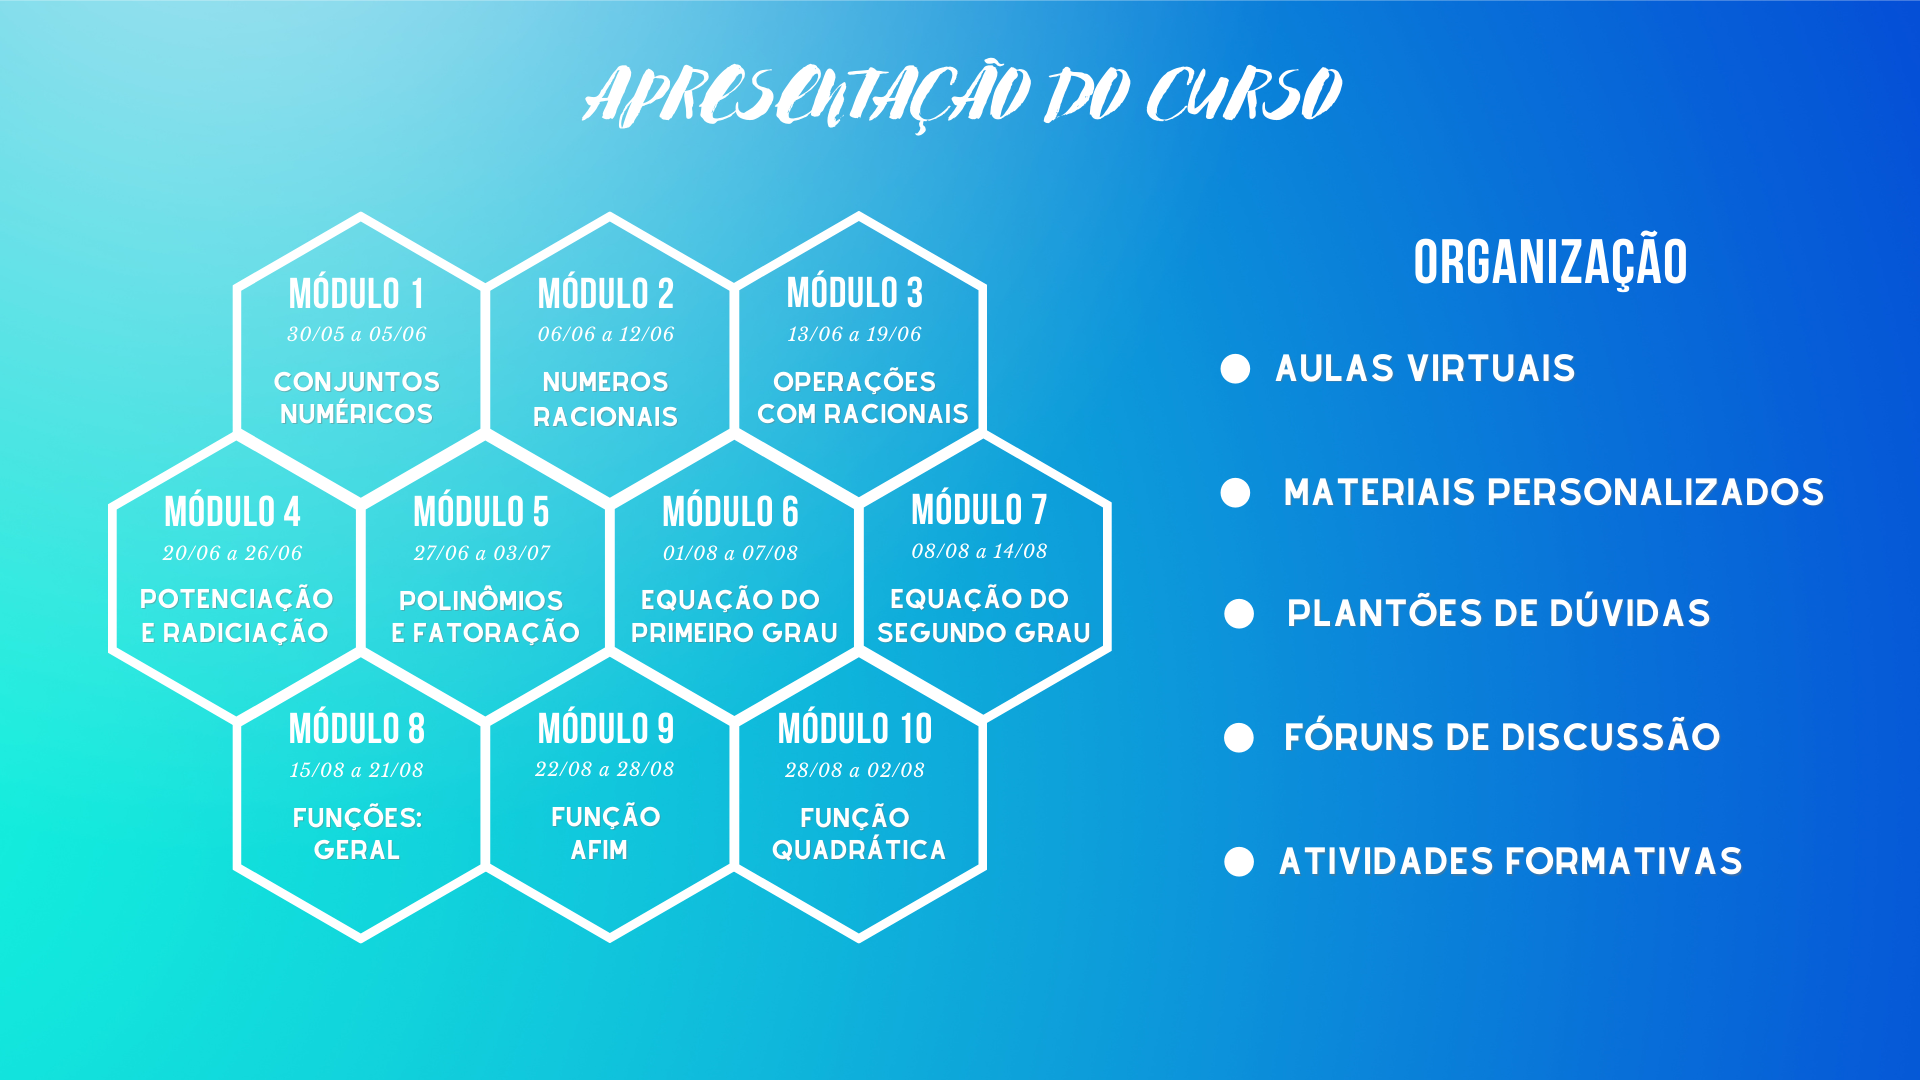 APRESENTAÇÃO DO CURSO
MÓDULO 1
30/05 a 05/06
CONJUNTOS
NUMÉRICOS
MÓDULO 2
06/06 a 12/06
NUMEROS
RACIONAIS
MÓDULO 3
13/06 a 19/06
OPERAÇÕES
COM RACIONAIS
MÓDULO 4
20/06 a 26/06
POTENCIAÇÃO
E RADICIAÇÃO
MÓDULO 5
27/06 a 03/07
POLINÔMIOS
E FATORAÇÃO
MÓDULO 6
01/08 a 07/08
EQUAÇÃO DO
PRIMEIRO GRAU
MÓDULO 7
08/08 a 14/08
EQUAÇÃO DO
SEGUNDO GRAU
MÓDULO 8
15/08 a 21/08
FUNÇÕES:
GERAL
MÓDULO 9
22/08 a 28/08
FUNÇÃO
AFIM
MÓDULO 10
28/08 a 02/08
FUNÇÃO
QUADRÁTICA
ORGANIZAÇÃO
AULAS VIRTUAIS
MATERIAIS PERSONALIZADOS
PLANTÕES DE DÚVIDAS
FÓRUNS DE DISCUSSÃO
ATIVIDADES FORMATIVAS